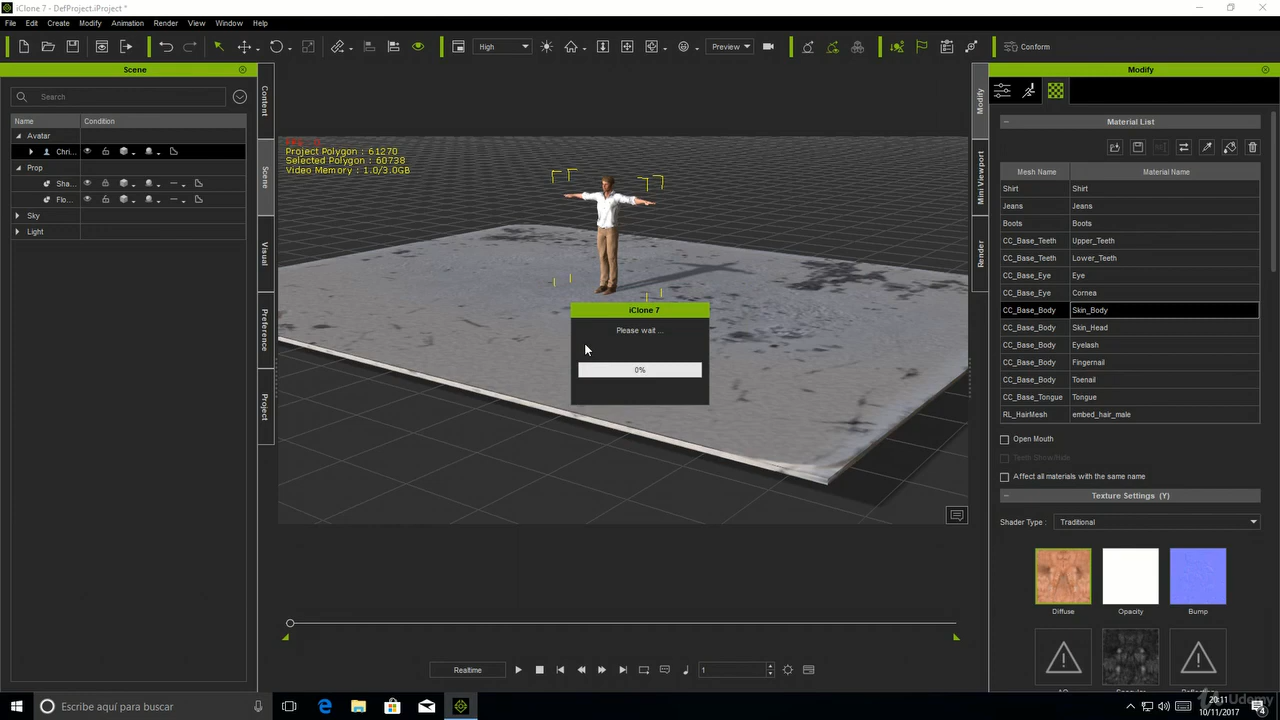 iClone 7 - DefProject.iProject *
File Edit Create Modify Animation Render View Window Help
High
Preview
Conform
Scene
Search
Name Condition
Avatar
Chri...
Prop
Sha...
Flo...
Sky
Light
Content
Scene
Visual
Preference
Project
Project Polygon : 61270
Selected Polygon : 60738
Video Memory : 1.0/3.0GB
iClone 7
Please wait ...
0%
Realtime
1
Modify
Mini Viewport
Render
Modify
Material List
Mesh Name Material Name
Shirt Shirt
Jeans Jeans
Boots Boots
CC_Base_Teeth Upper_Teeth
CC_Base_Teeth Lower_Teeth
CC_Base_Eye Eye
CC_Base_Eye Cornea
CC_Base_Body Skin_Body
CC_Base_Body Skin_Head
CC_Base_Body Eyelash
CC_Base_Body Fingernail
CC_Base_Body Toenail
CC_Base_Tongue Tongue
RL_HairMesh embed_hair_male
Open Mouth
Teeth Show/Hide
Affect all materials with the same name
Texture Settings (Y)
Shader Type : Traditional
Diffuse Opacity Bump
Escribe aquí para buscar
20:11
10/11/2017
4
Udemy